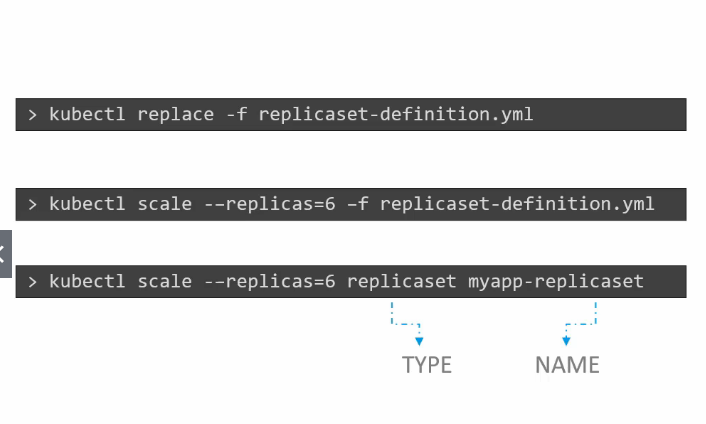 > kubectl replace -f replicaset-definition.yml
> kubectl scale --replicas=6 –f replicaset-definition.yml
> kubectl scale --replicas=6 replicaset myapp-replicaset
TYPE NAME